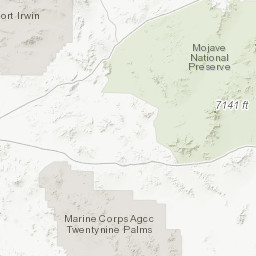 ort Irwin
Mojave
National
Preserve
7141 ft
Marine Corps Agcc
Twentynine Palms